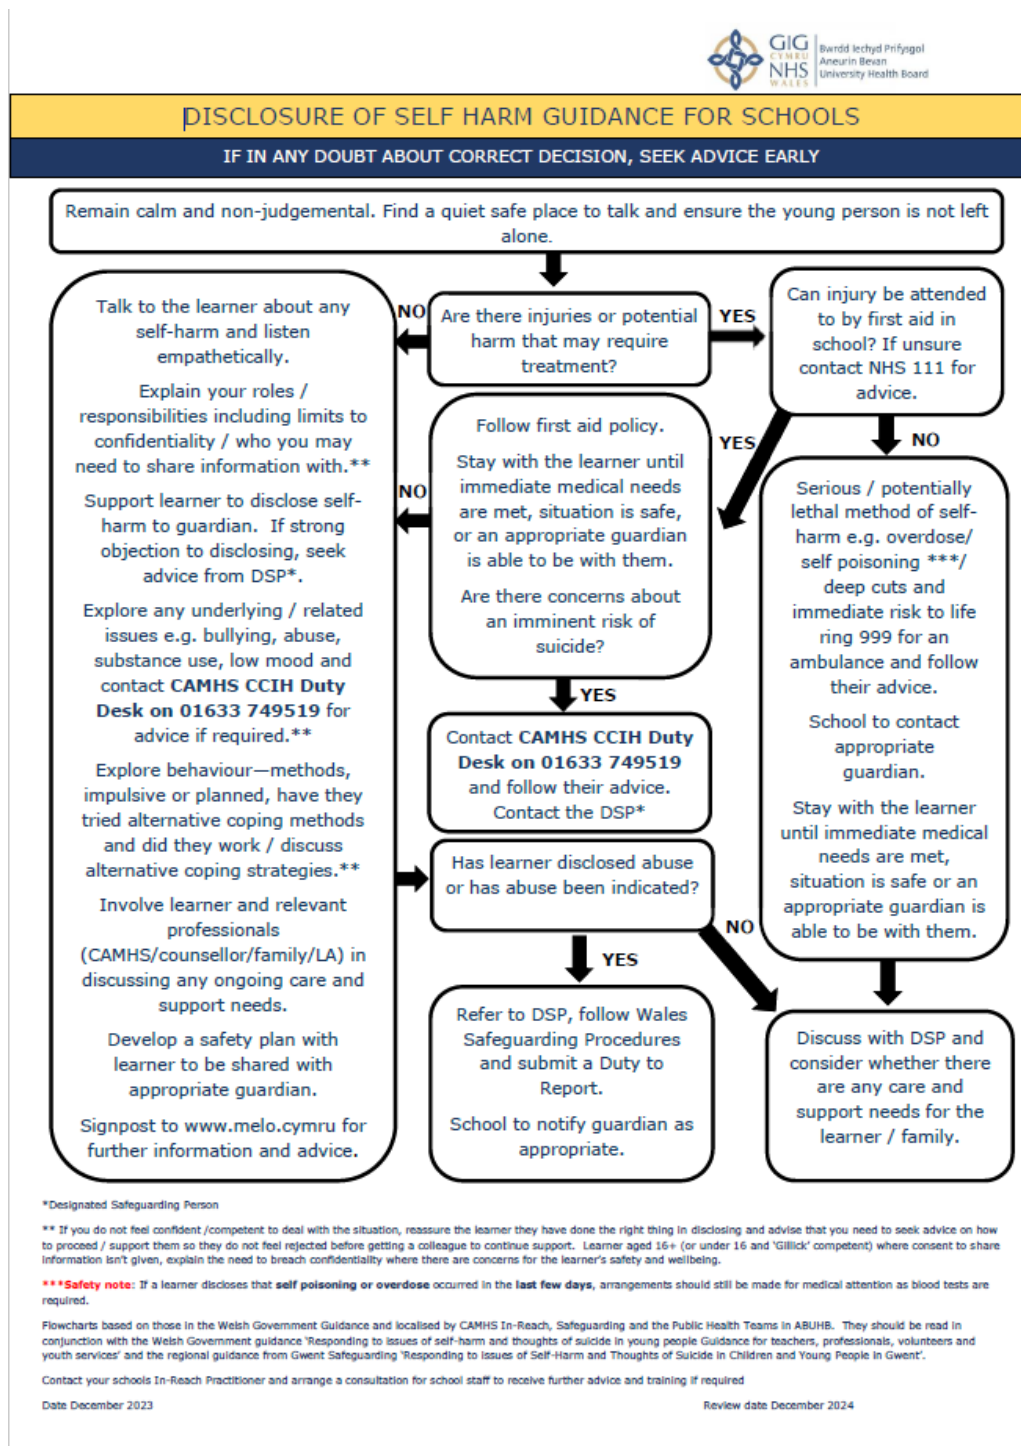 GIG
CYMRU
NHS
WALES
Bwrdd Iechyd Prifysgol
Aneurin Bevan
University Health Board
DISCLOSURE OF SELF HARM GUIDANCE FOR SCHOOLS
IF IN ANY DOUBT ABOUT CORRECT DECISION, SEEK ADVICE EARLY
Remain calm and non-judgemental. Find a quiet safe place to talk and ensure the young person is not left
alone.
Are there injuries or potential
harm that may require
treatment?
NO
YES
Can injury be attended
to by first aid in
school? If unsure
contact NHS 111 for
advice.
YES
NO
Follow first aid policy.
Stay with the learner until
immediate medical needs
are met, situation is safe,
or an appropriate guardian
is able to be with them.
Are there concerns about
an imminent risk of
suicide?
NO
YES
Serious / potentially
lethal method of self-
harm e.g. overdose/
self poisoning ***/
deep cuts and
immediate risk to life
ring 999 for an
ambulance and follow
their advice.
School to contact
appropriate
guardian.
Stay with the learner
until immediate medical
needs are met,
situation is safe or an
appropriate guardian is
able to be with them.
Contact CAMHS CCIH Duty
Desk on 01633 749519
and follow their advice.
Contact the DSP*
Talk to the learner about any
self-harm and listen
empathetically.
Explain your roles /
responsibilities including limits to
confidentiality / who you may
need to share information with.**
Support learner to disclose self-
harm to guardian. If strong
objection to disclosing, seek
advice from DSP*.
Explore any underlying / related
issues e.g. bullying, abuse,
substance use, low mood and
contact CAMHS CCIH Duty
Desk on 01633 749519 for
advice if required.**
Explore behaviour—methods,
impulsive or planned, have they
tried alternative coping methods
and did they work / discuss
alternative coping strategies.**
Involve learner and relevant
professionals
(CAMHS/counsellor/family/LA) in
discussing any ongoing care and
support needs.
Develop a safety plan with
learner to be shared with
appropriate guardian.
Signpost to www.melo.cymru for
further information and advice.
Has learner disclosed abuse
or has abuse been indicated?
YES
NO
Refer to DSP, follow Wales
Safeguarding Procedures
and submit a Duty to
Report.
School to notify guardian as
appropriate.
Discuss with DSP and
consider whether there
are any care and
support needs for the
learner / family.
*Designated Safeguarding Person
** If you do not feel confident /competent to deal with the situation, reassure the learner they have done the right thing in disclosing and advise that you need to seek advice on how
to proceed / support them so they do not feel rejected before getting a colleague to continue support. Learner aged 16+ (or under 16 and 'Gillick' competent) where consent to share
information isn't given, explain the need to breach confidentiality where there are concerns for the learner's safety and wellbeing.
***Safety note: If a learner discloses that self poisoning or overdose occurred in the last few days, arrangements should still be made for medical attention as blood tests are
required.
Flowcharts based on those in the Welsh Government Guidance and localised by CAMHS In-Reach, Safeguarding and the Public Health Teams in ABUHB. They should be read in
conjunction with the Welsh Government guidance 'Responding to issues of self-harm and thoughts of suicide in young people Guidance for teachers, professionals, volunteers and
youth services' and the regional guidance from Gwent Safeguarding 'Responding to Issues of Self-Harm and Thoughts of Suicide in Children and Young People in Gwent'.
Contact your schools In-Reach Practitioner and arrange a consultation for school staff to receive further advice and training if required
Date December 2023
Review date December 2024